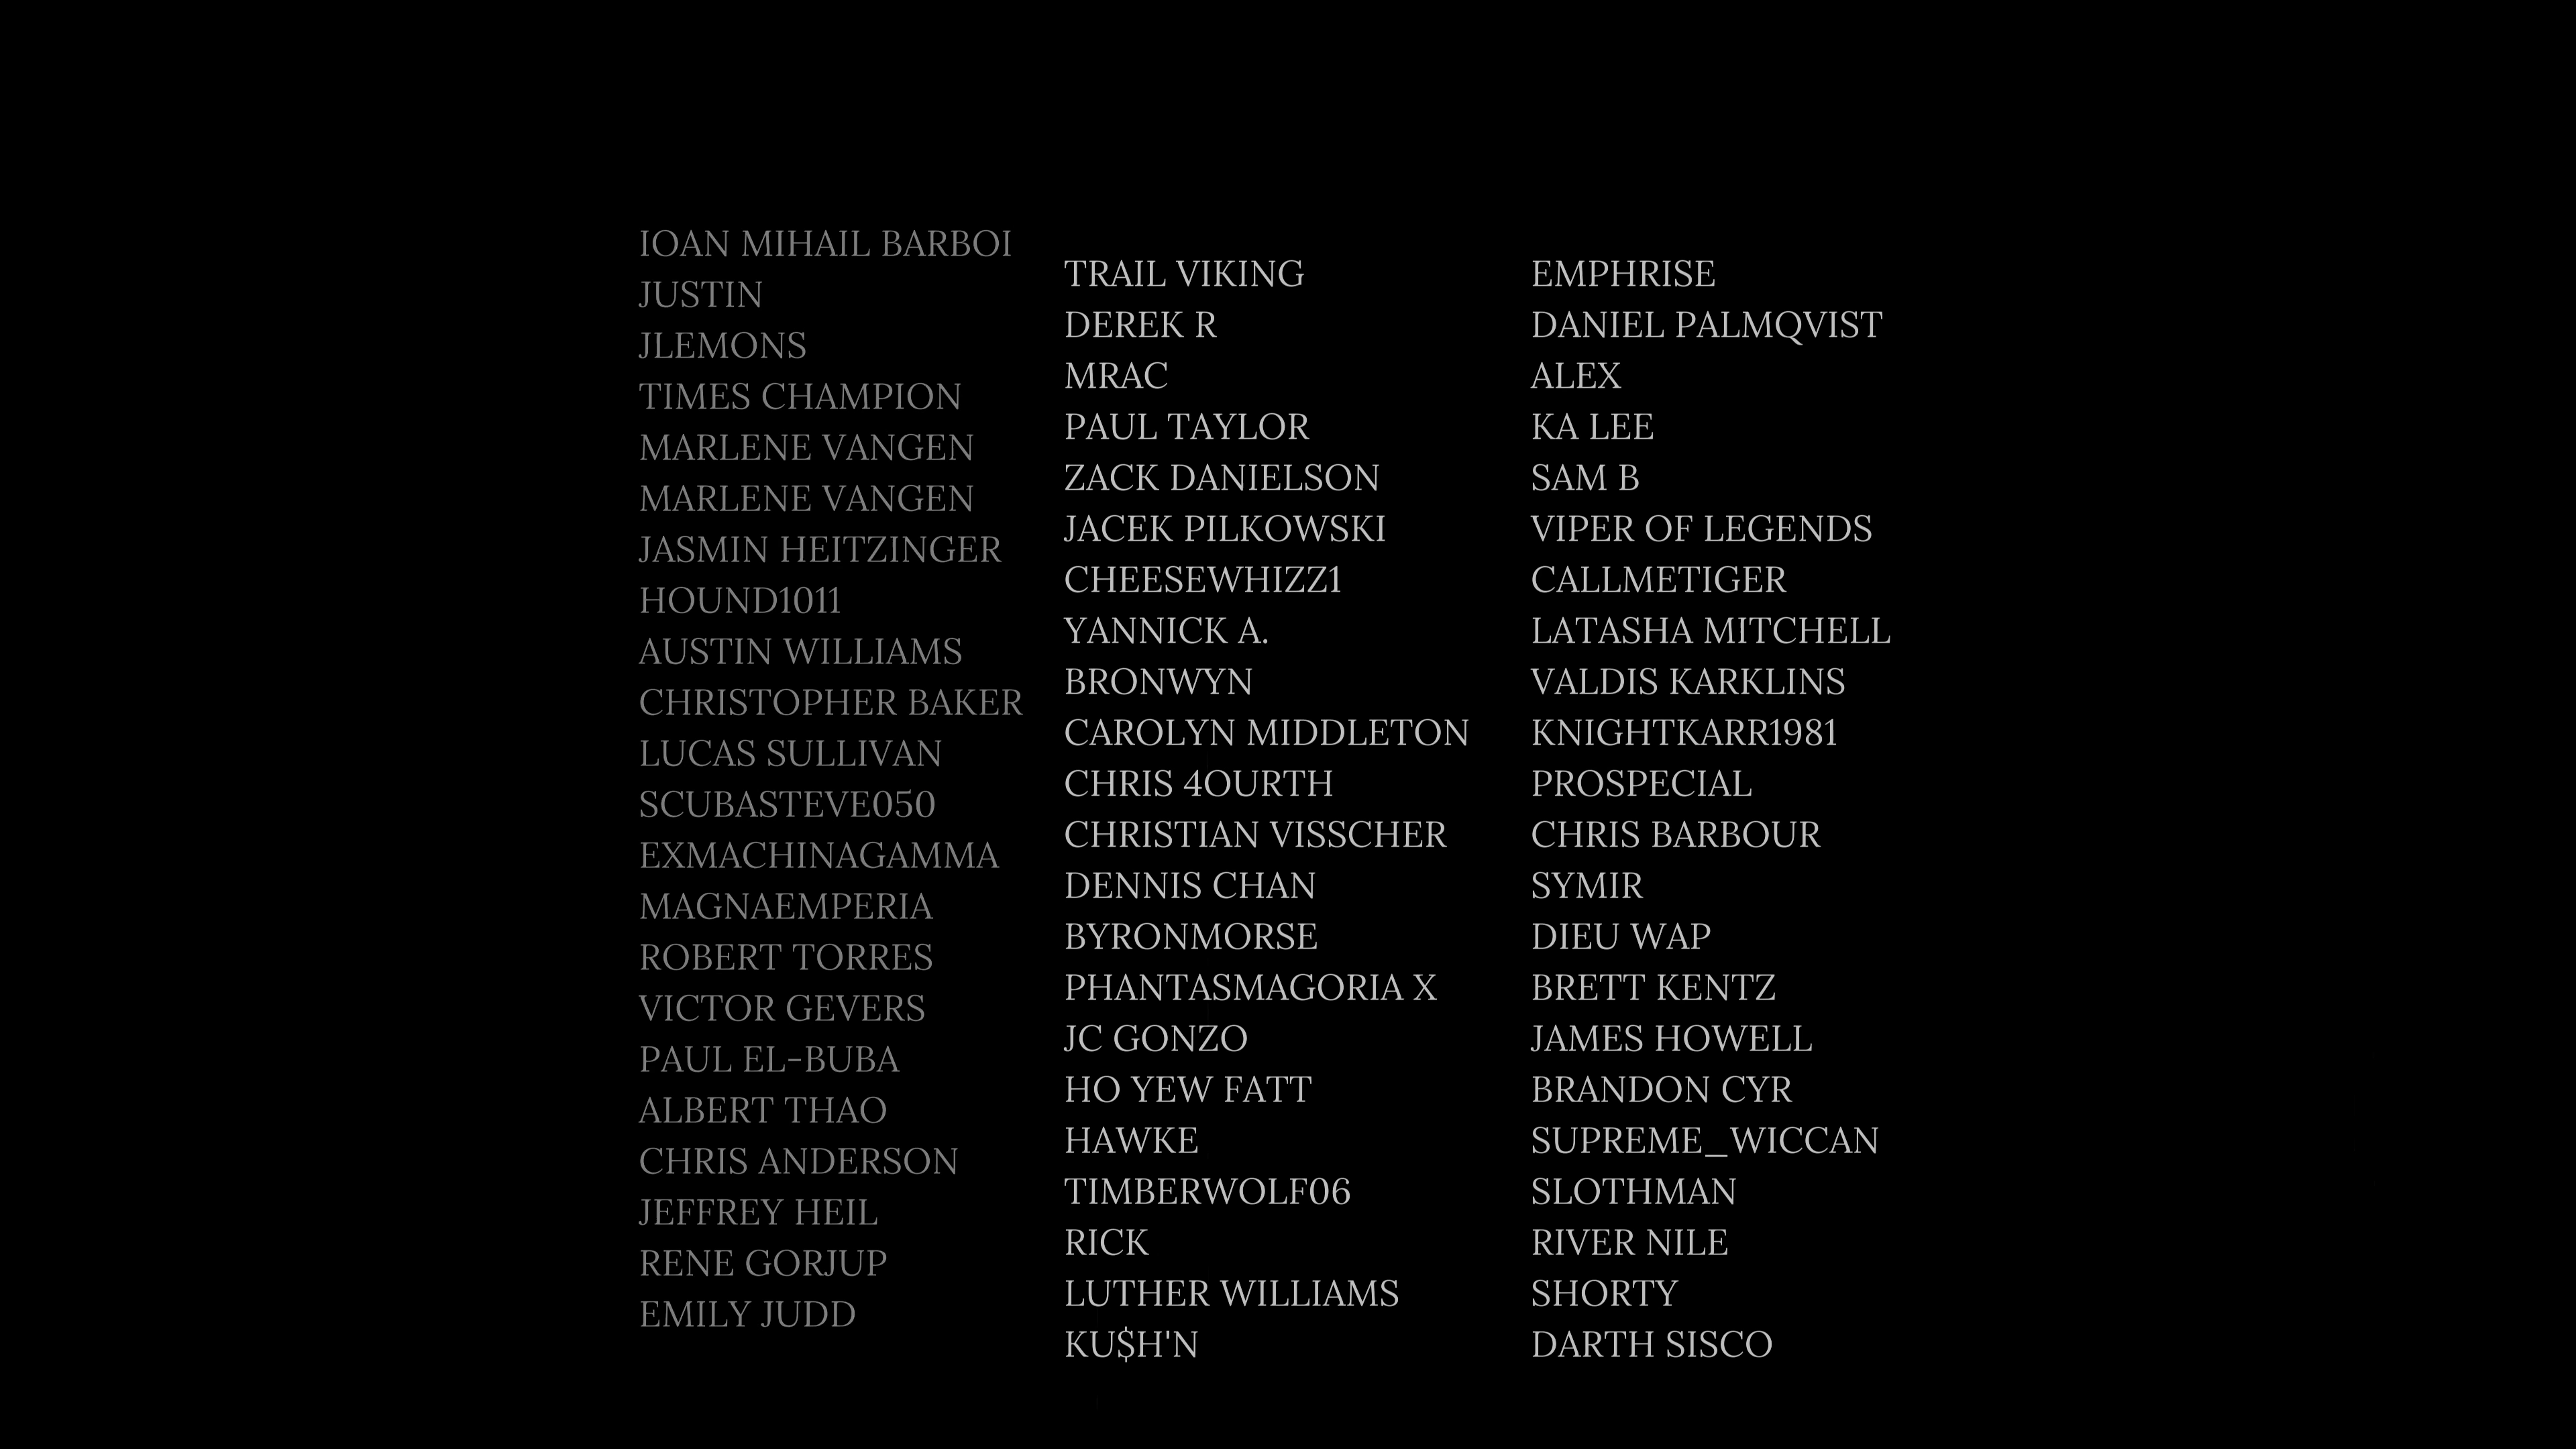 IOAN MIHAIL BARBOI
JUSTIN
JLEMONS
TIMES CHAMPION
MARLENE VANGEN
MARLENE VANGEN
JASMIN HEITZINGER
HOUND1011
AUSTIN WILLIAMS
CHRISTOPHER BAKER
LUCAS SULLIVAN
SCUBASTEVE050
EXMACHINAGAMMA
MAGNAEMPERIA
ROBERT TORRES
VICTOR GEVERS
PAUL EL-BUBA
ALBERT THAO
CHRIS ANDERSON
JEFFREY HEIL
RENE GORJUP
EMILY JUDD
TRAIL VIKING
DEREK R
MRAC
PAUL TAYLOR
ZACK DANIELSON
JACEK PILKOWSKI
CHEESEWHIZZ1
YANNICK A.
BRONWYN
CAROLYN MIDDLETON
CHRIS 4OURTH
CHRISTIAN VISSCHER
DENNIS CHAN
BYRONMORSE
PHANTASMAGORIA X
JC GONZO
HO YEW FATT
HAWKE
TIMBERWOLF06
RICK
LUTHER WILLIAMS
KU$H'N
EMPHRISE
DANIEL PALMQVIST
ALEX
KA LEE
SAM B
VIPER OF LEGENDS
CALLMETIGER
LATASHA MITCHELL
VALDIS KARKLINS
KNIGHTKARR1981
PROSPECIAL
CHRIS BARBOUR
SYMIR
DIEU WAP
BRETT KENTZ
JAMES HOWELL
BRANDON CYR
SUPREME_WICCAN
SLOTHMAN
RIVER NILE
SHORTY
DARTH SISCO